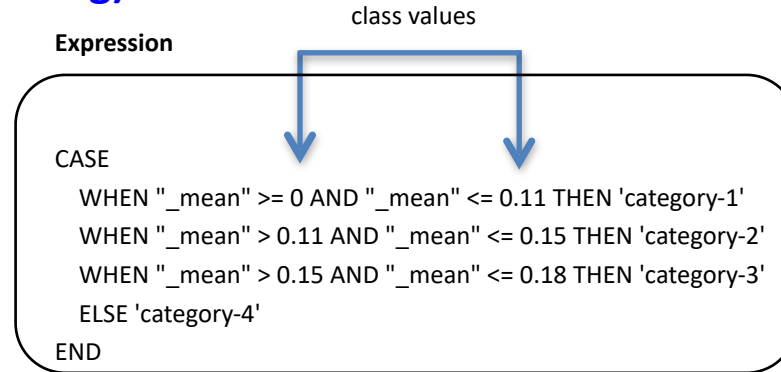 class values
Expression
CASE
WHEN "_mean" >= 0 AND "_mean" <= 0.11 THEN 'category-1'
WHEN "_mean" > 0.11 AND "_mean" <= 0.15 THEN 'category-2'
WHEN "_mean" > 0.15 AND "_mean" <= 0.18 THEN 'category-3'
ELSE 'category-4'
END